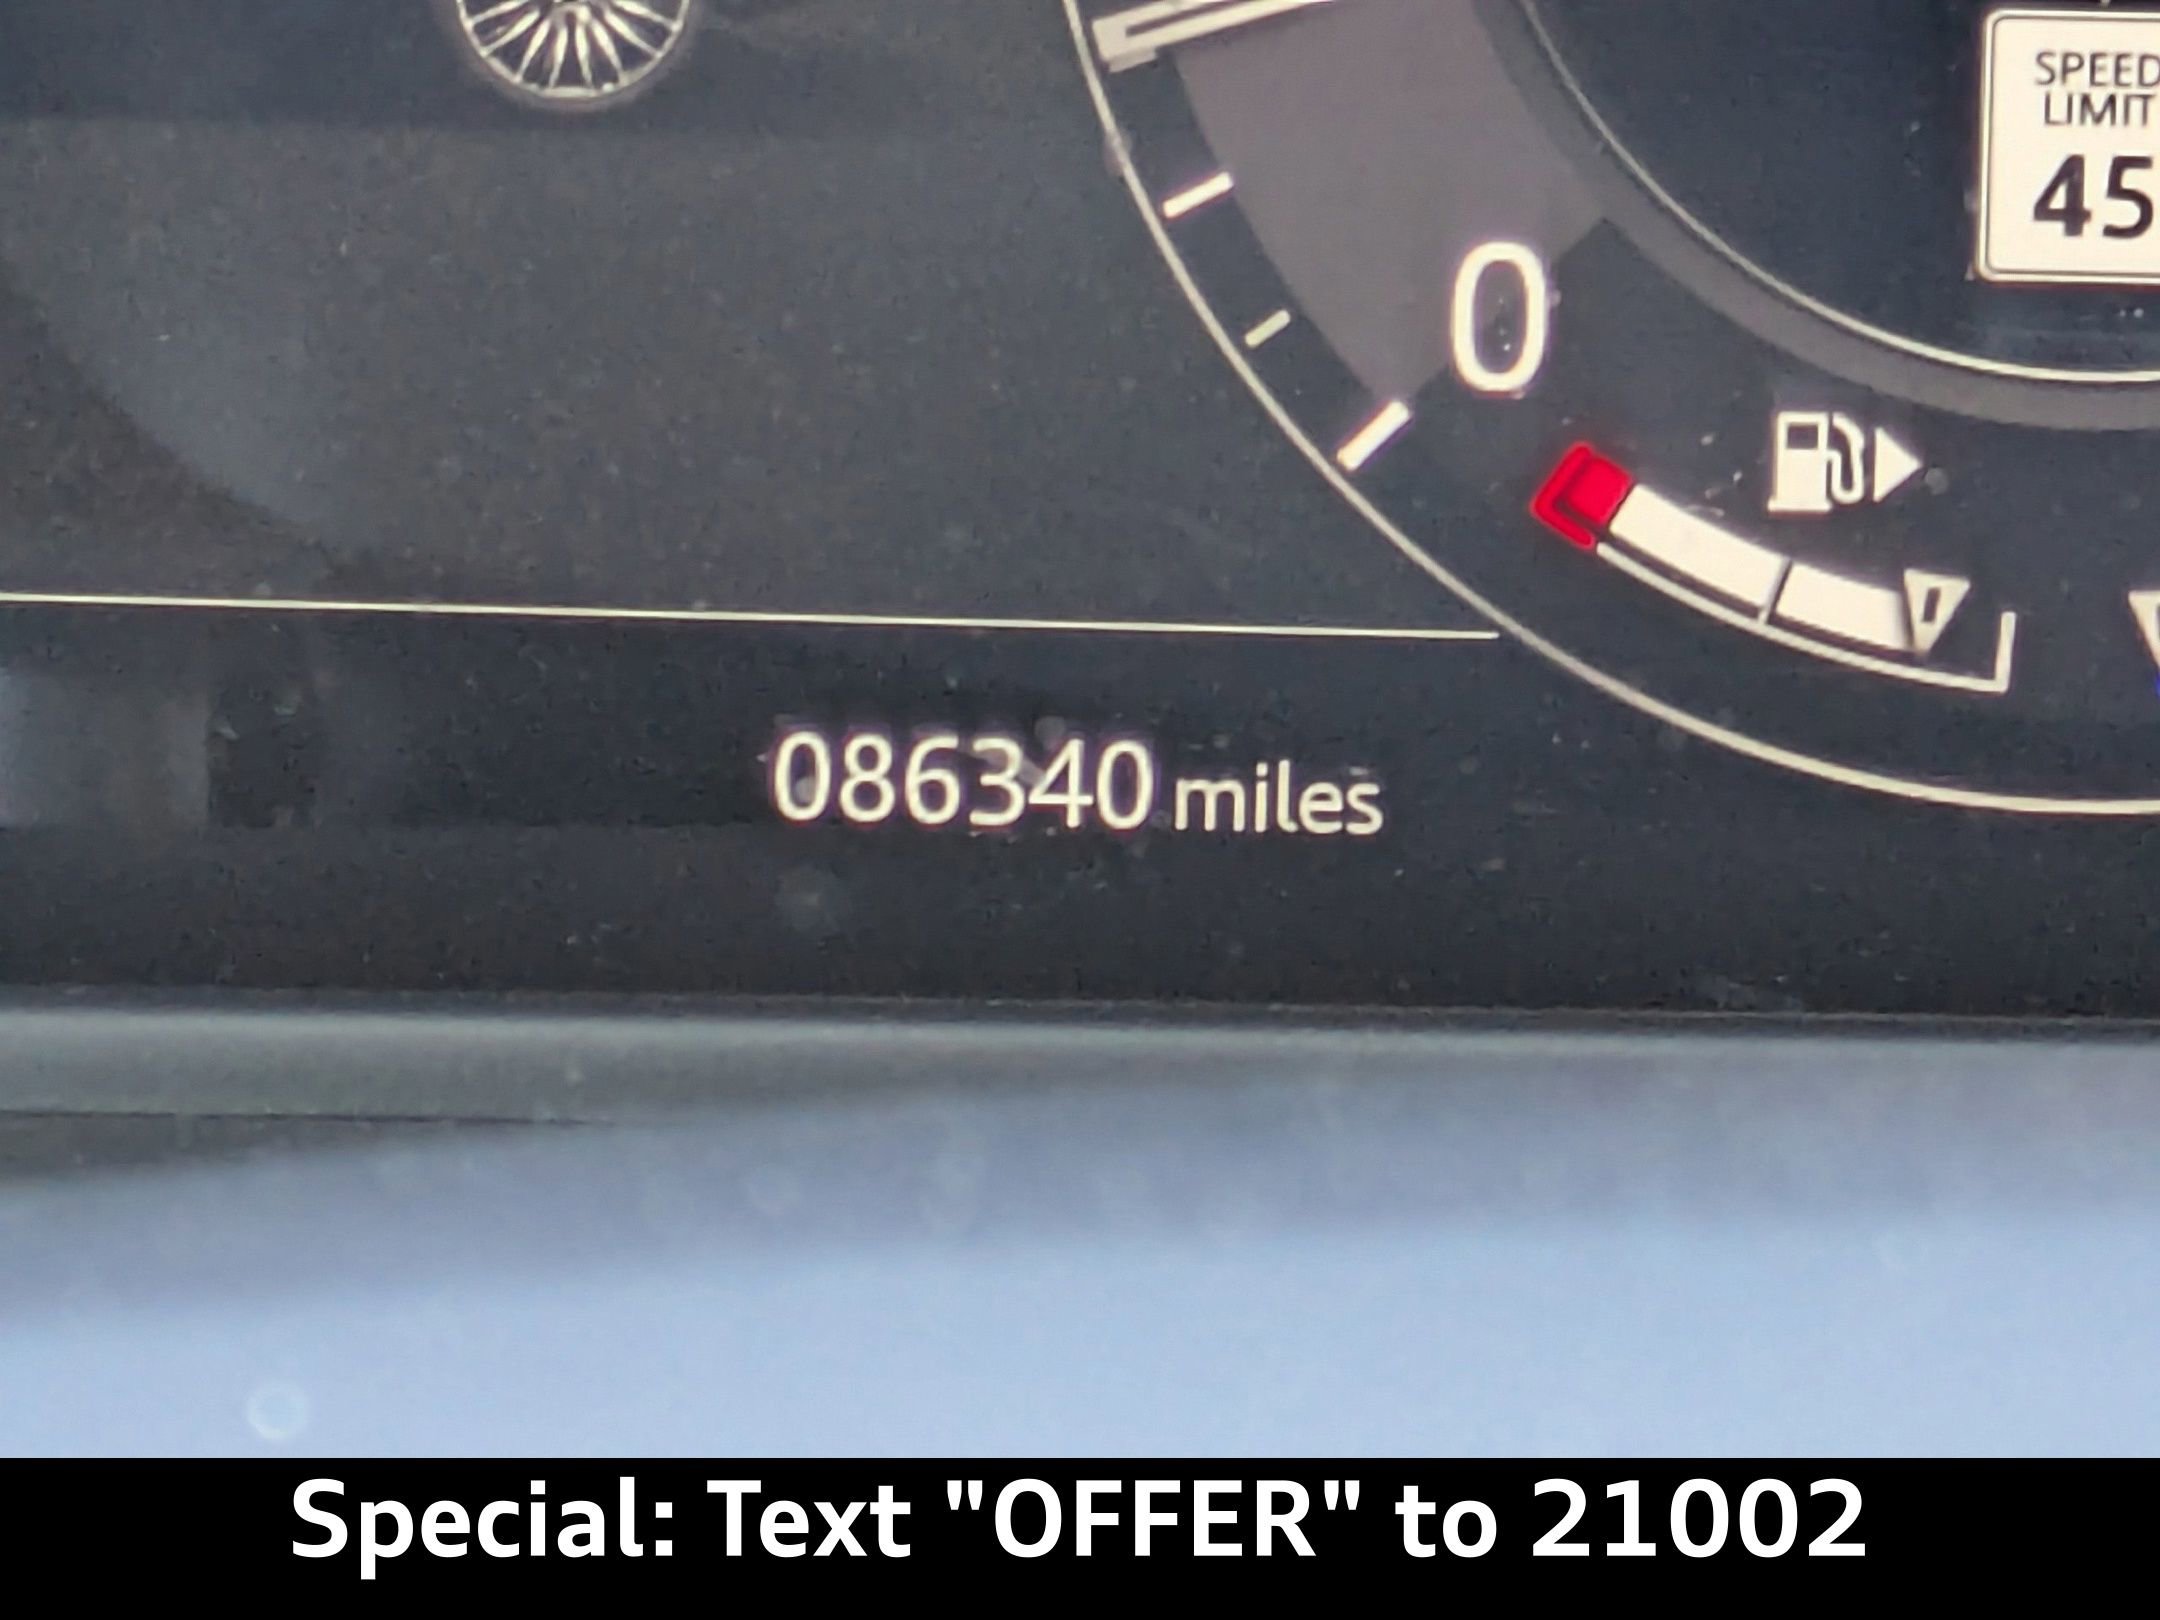 SPEED
LIMIT
45
0
086340 miles
Special: Text "OFFER" to 21002